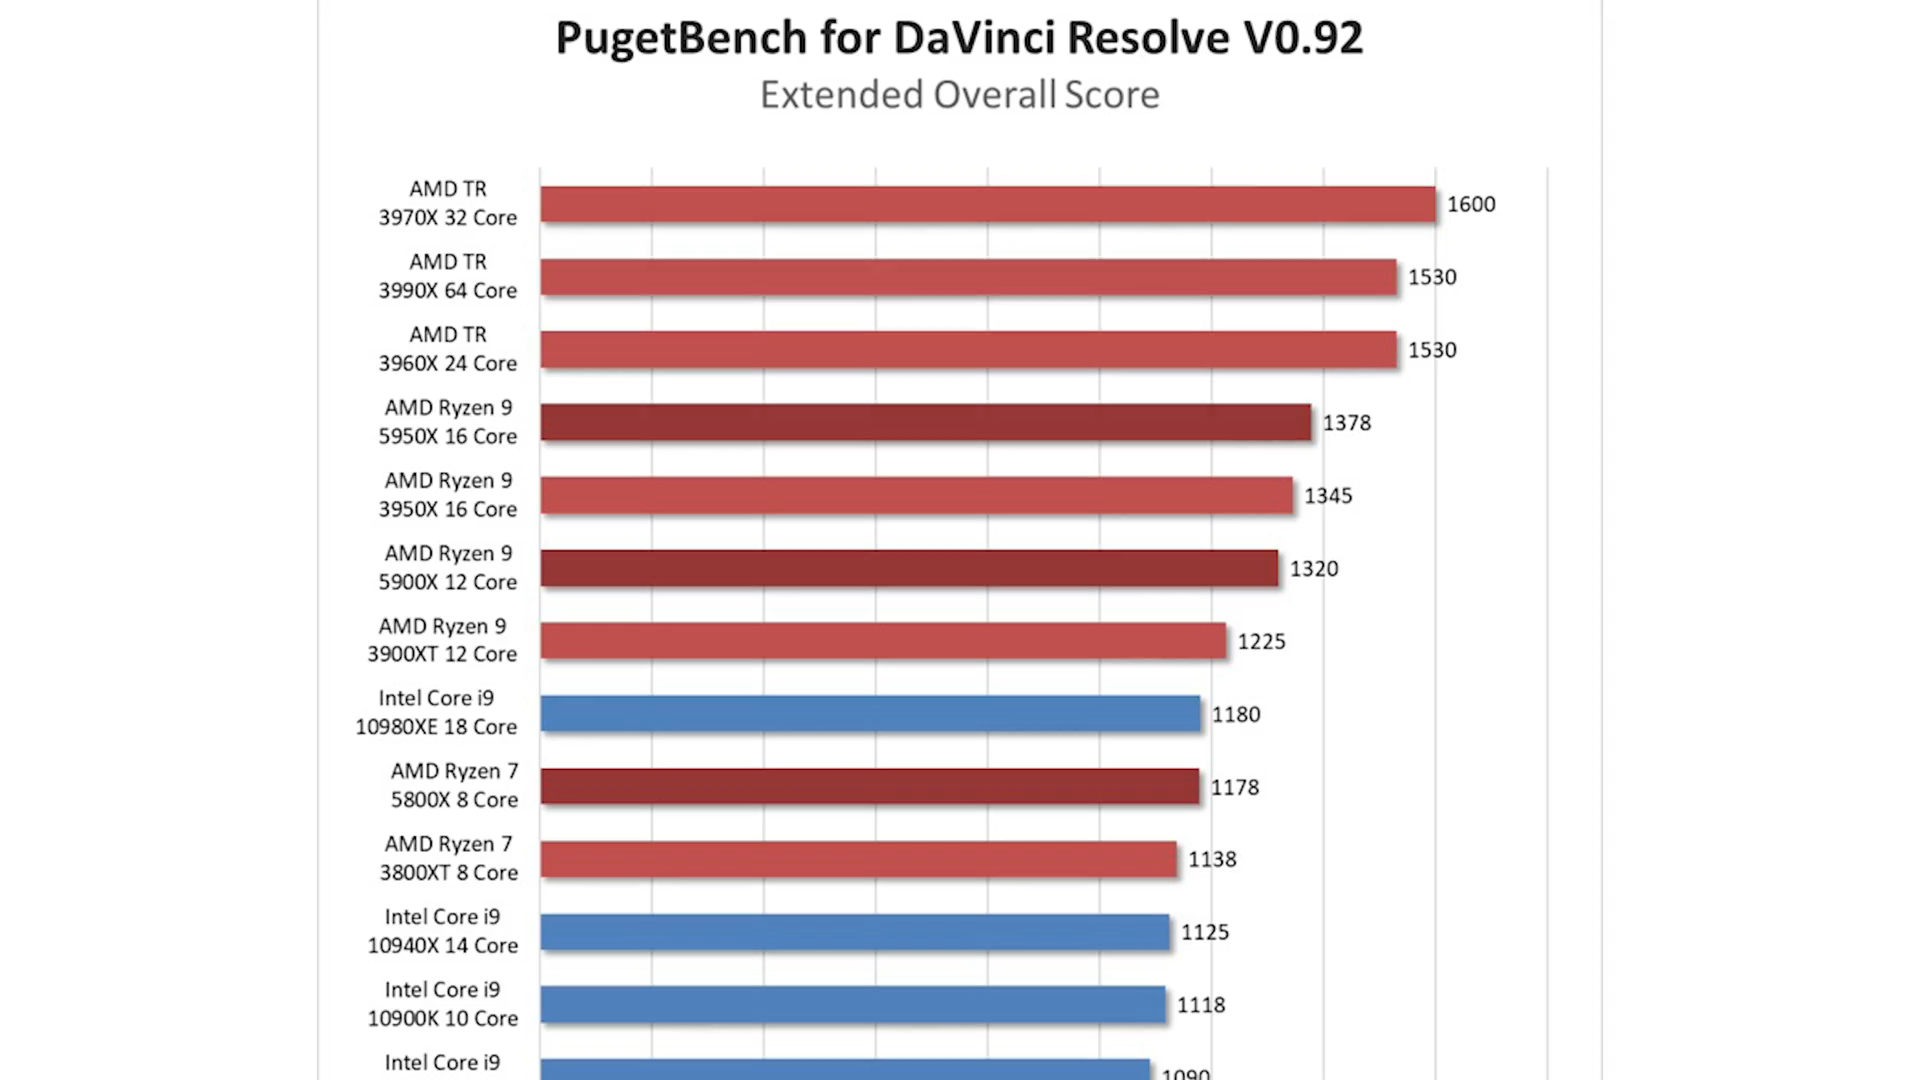 PugetBench for DaVinci Resolve V0.92
Extended Overall Score
AMD TR
3970X 32 Core
1600
AMD TR
3990X 64 Core
1530
AMD TR
3960X 24 Core
1530
AMD Ryzen 9
5950X 16 Core
1378
AMD Ryzen 9
3950X 16 Core
1345
AMD Ryzen 9
5900X 12 Core
1320
AMD Ryzen 9
3900XT 12 Core
1225
Intel Core i9
10980XE 18 Core
1180
AMD Ryzen 7
5800X 8 Core
1178
AMD Ryzen 7
3800XT 8 Core
1138
Intel Core i9
10940X 14 Core
1125
Intel Core i9
10900K 10 Core
1118
Intel Core i9
1090